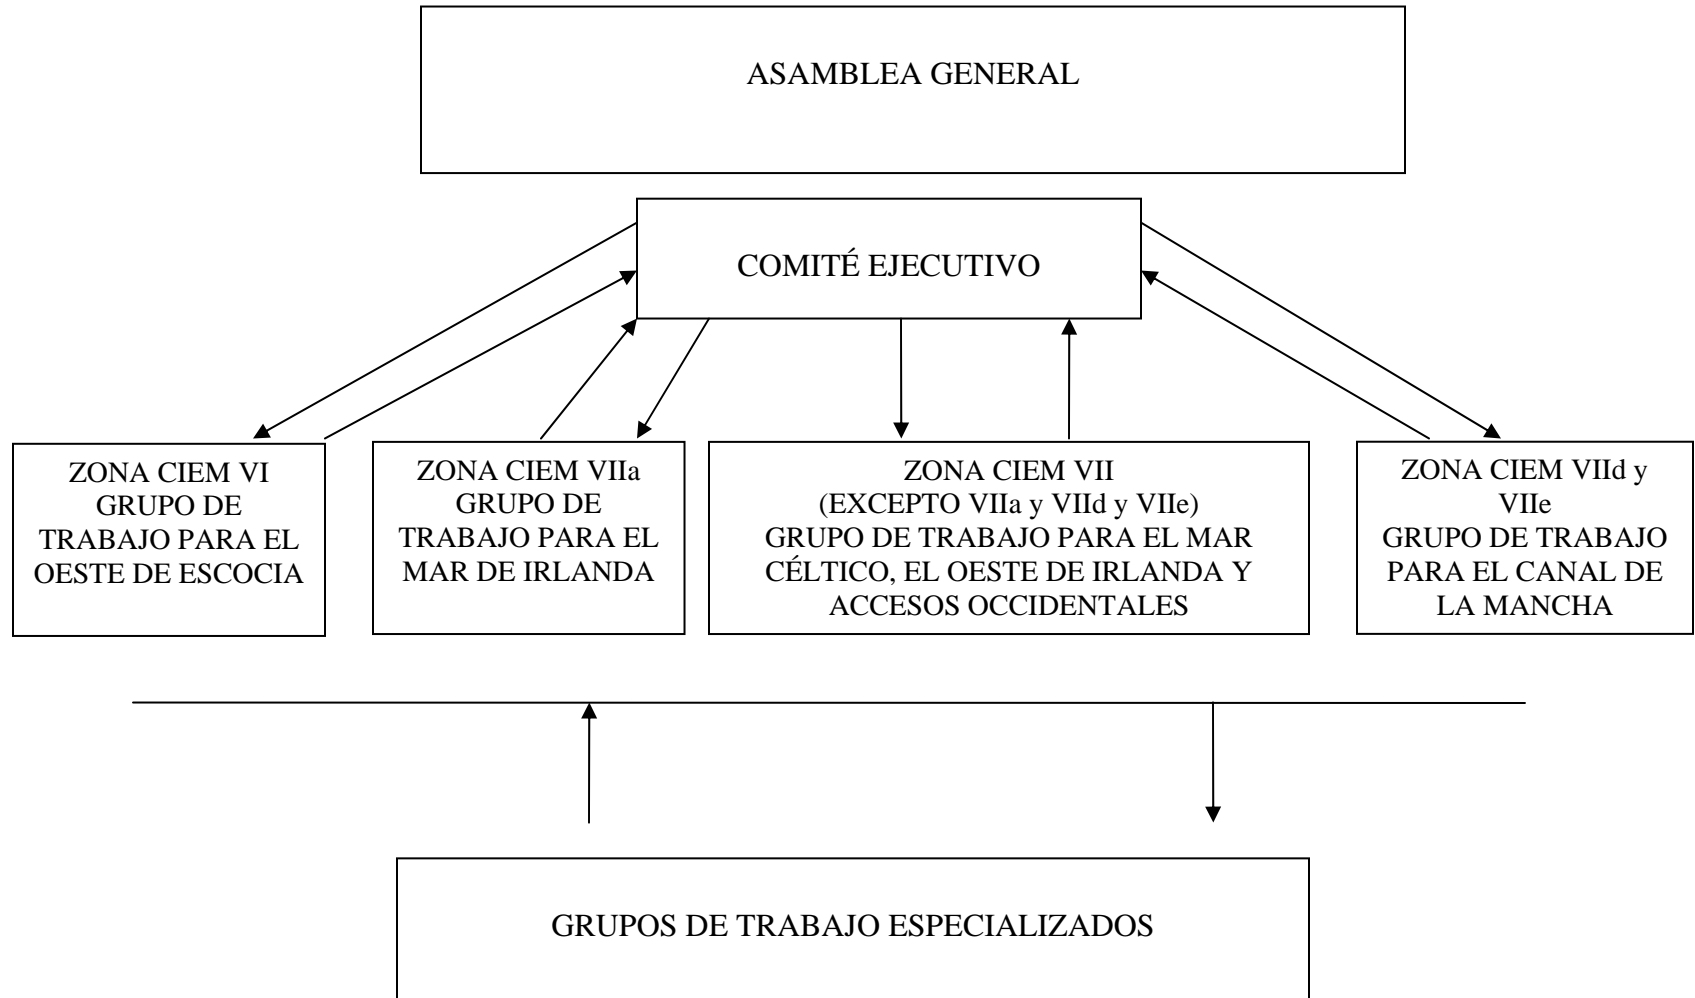 ASAMBLEA GENERAL
COMITÉ EJECUTIVO
ZONA CIEM VI
GRUPO DE
TRABAJO PARA EL
OESTE DE ESCOCIA
ZONA CIEM VIIa
GRUPO DE
TRABAJO PARA EL
MAR DE IRLANDA
ZONA CIEM VII
(EXCEPTO VIIa y VIId y VIIe)
GRUPO DE TRABAJO PARA EL MAR
CÉLTICO, EL OESTE DE IRLANDA Y
ACCESOS OCCIDENTALES
ZONA CIEM VIId y
VIIe
GRUPO DE TRABAJO
PARA EL CANAL DE
LA MANCHA
GRUPOS DE TRABAJO ESPECIALIZADOS